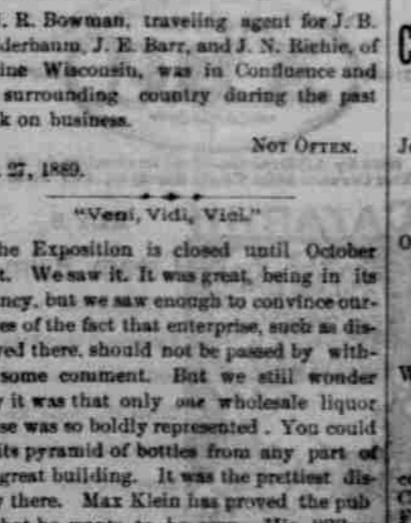 . R. Bowman, traveling agent for J. B.
derbaum, J. E. Barr, and J. N. Richie, of
ine Wisconsin, was in Confluence and
surrounding country during the past
k on business.
NOT OFTEN.
. 27, 1889.
"Veni, Vidi, Vici."
he Exposition is closed until October
t. We saw it. It was great, being in its
ncy, but we saw enough to convince our-
es of the fact that enterprise, such as dis-
yed there, should not be passed by with-
some comment. But we still wonder
y it was that only one wholesale liquor
se was so boldly represented. You could
its pyramid of bottles from any part of
great building. It was the prettiest dis-
y there. Max Klein has proved the pub